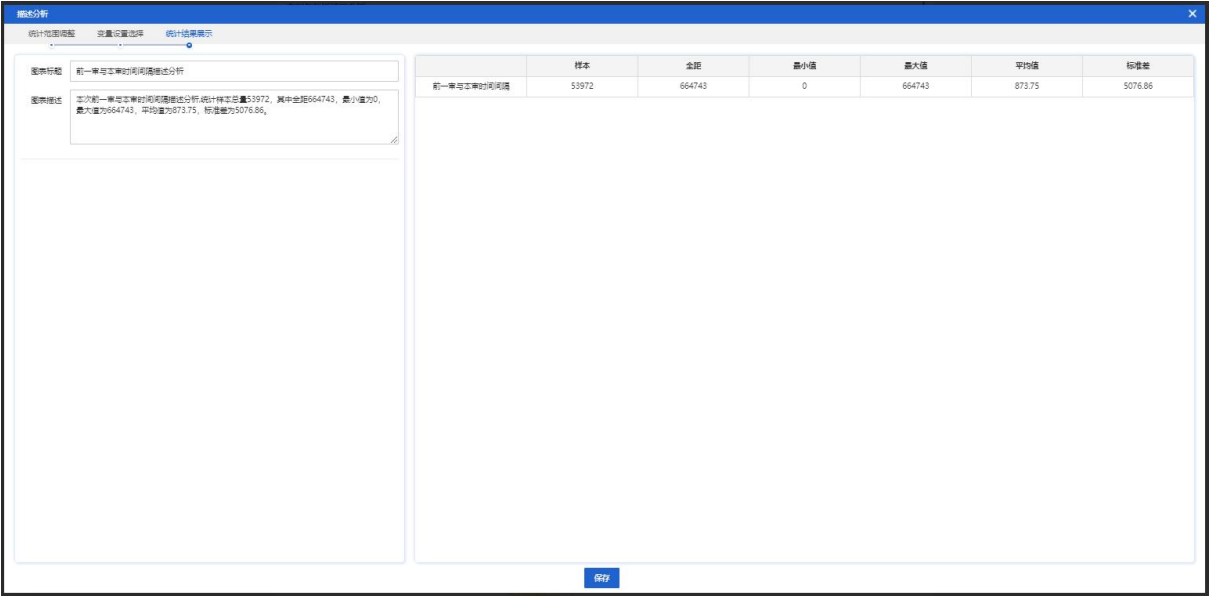 描述分析
统计范围调整 变量设置选择 统计结果展示
图表标题 前一审与本审时间间隔描述分析
图表描述 本次前一审与本审时间间隔描述分析,统计样本总量53972，其中全距664743，最小值为0，
最大值为664743，平均值为873.75，标准差为5076.86。
样本 全距 最小值 最大值 平均值 标准差
前一审与本审时间间隔 53972 664743 0 664743 873.75 5076.86
保存